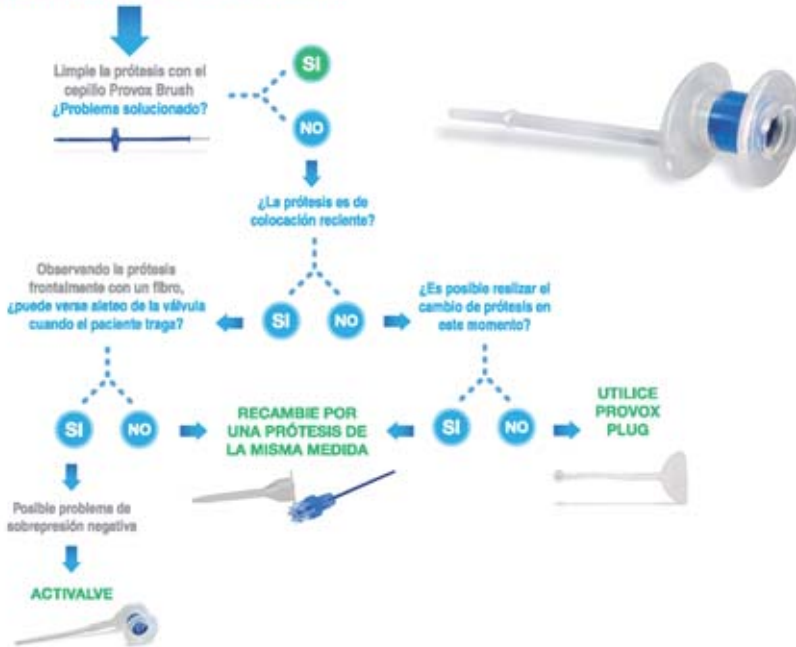 Limpie la prótesis con el
cepillo Provox Brush
¿Problema solucionado?
SI
NO
¿La prótesis es de
colocación reciente?
Observando la prótesis
frontalmente con un fibro,
¿puede verse aleteo de la válvula
cuando el paciente traga?
SI
NO
¿Es posible realizar el
cambio de prótesis en
este momento?
SI
NO
RECAMBIE POR
UNA PRÓTESIS DE
LA MISMA MEDIDA
SI
NO
UTILICE
PROVOX
PLUG
Posible problema de
sobrepresión negativa
ACTIVALVE